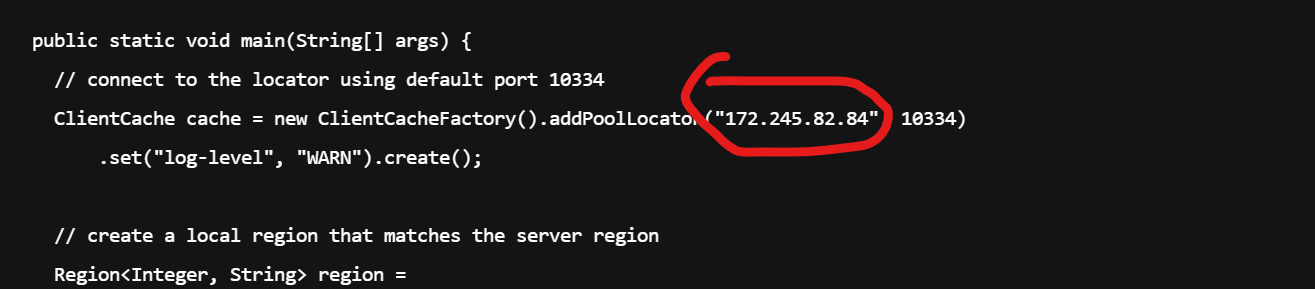 public static void main(String[] args) {
// connect to the locator using default port 10334
ClientCache cache = new ClientCacheFactory().addPoolLocator("172.245.82.84" 10334)
.set("log-level", "WARN").create();
// create a local region that matches the server region
Region<Integer, String> region =